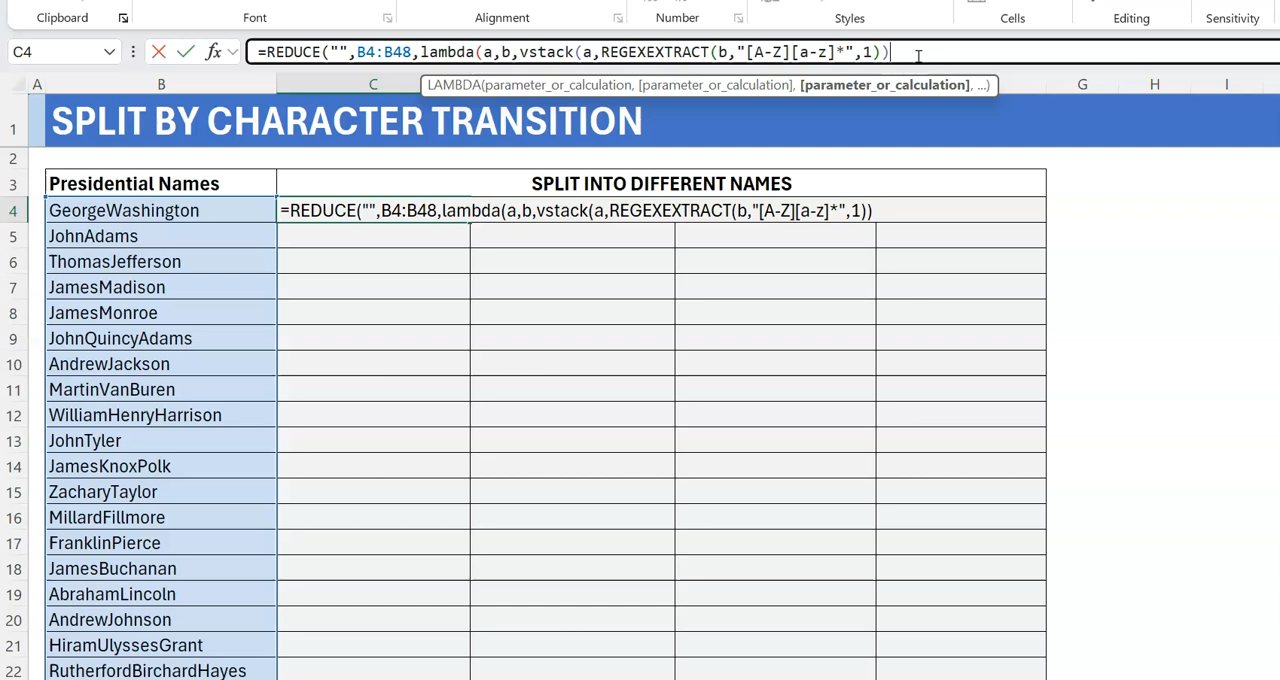 Clipboard Font Alignment Number Styles Cells Editing Sensitivity
C4 fx =REDUCE("",B4:B48,lambda(a,b,vstack(a,REGEXEXTRACT(b,"[A-Z][a-z]*",1))
LAMBDA(parameter_or_calculation, [parameter_or_calculation], [parameter_or_calculation], ...)
A B C G H I
1 SPLIT BY CHARACTER TRANSITION
2
3 Presidential Names SPLIT INTO DIFFERENT NAMES
4 GeorgeWashington =REDUCE("",B4:B48,lambda(a,b,vstack(a,REGEXEXTRACT(b,"[A-Z][a-z]*",1))
5 JohnAdams
6 ThomasJefferson
7 JamesMadison
8 JamesMonroe
9 JohnQuincyAdams
10 AndrewJackson
11 MartinVanBuren
12 WilliamHenryHarrison
13 JohnTyler
14 JamesKnoxPolk
15 ZacharyTaylor
16 MillardFillmore
17 FranklinPierce
18 JamesBuchanan
19 AbrahamLincoln
20 AndrewJohnson
21 HiramUlyssesGrant
22 RutherfordBirchardHayes